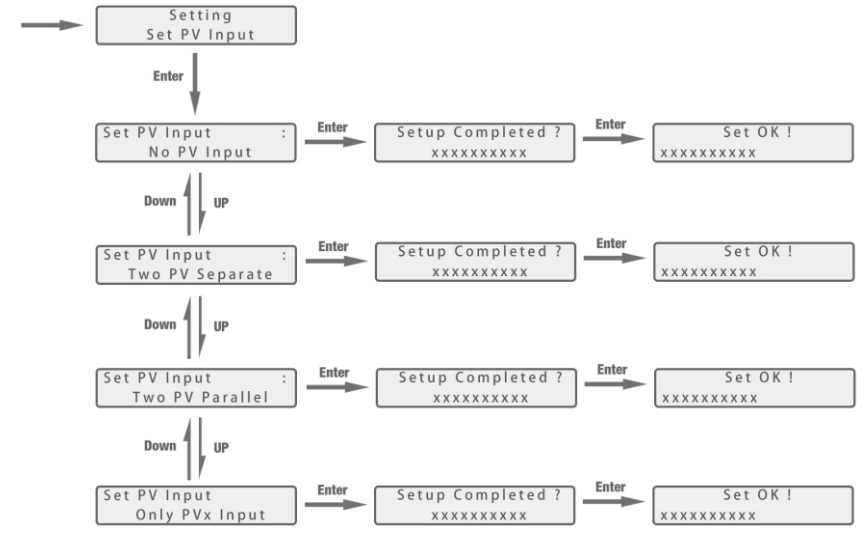 Setting
Set PV Input
Enter
Set PV Input :
No PV Input
Enter
Setup Completed ?
xxxxxxxxxx
Enter
Set OK !
xxxxxxxxxx
Down UP
Set PV Input :
Two PV Separate
Enter
Setup Completed ?
xxxxxxxxxx
Enter
Set OK !
xxxxxxxxxx
Down UP
Set PV Input :
Two PV Parallel
Enter
Setup Completed ?
xxxxxxxxxx
Enter
Set OK !
xxxxxxxxxx
Down UP
Set PV Input
Only PVx Input
Enter
Setup Completed ?
xxxxxxxxxx
Enter
Set OK !
xxxxxxxxxx